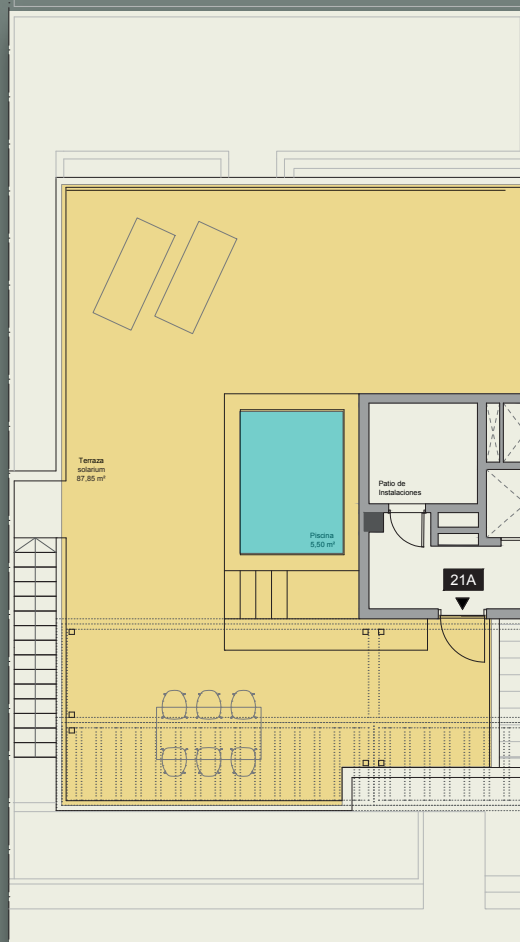 Terraza
solarium
87,85 m²
Patio de
Instalaciones
Piscina
5,50 m²
21A